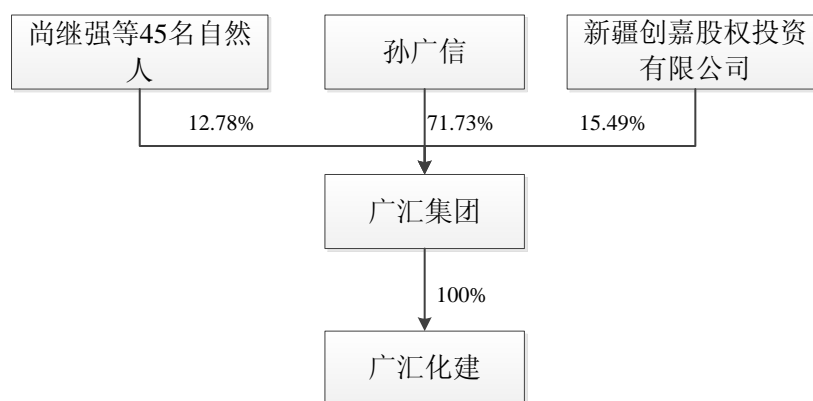 尚继强等45名自然
人
孙广信
新疆创嘉股权投资
有限公司
12.78%
71.73%
15.49%
广汇集团
100%
广汇化建